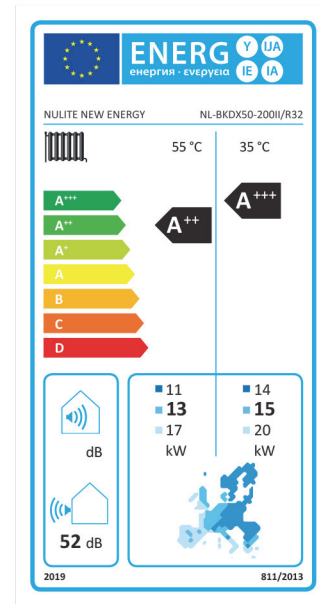 ENERG Y IJA
енергия · ενεργεια IE IA
NULITE NEW ENERGY NL-BKDX50-200II/R32
55 °C 35 °C
A+++
A++
A+
A
B
C
D
A++
A+++
11 14
13 15
17 20
kW kW
dB
52 dB
2019 811/2013